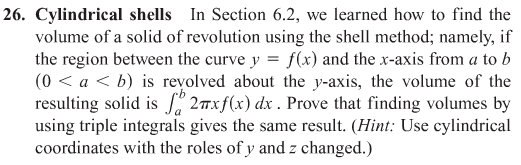 26. Cylindrical shells In Section 6.2, we learned how to find the
volume of a solid of revolution using the shell method; namely, if
the region between the curve y = f(x) and the x-axis from a to b
(0 < a < b) is revolved about the y-axis, the volume of the
resulting solid is ∫ₐᵇ 2πxf(x) dx . Prove that finding volumes by
using triple integrals gives the same result. (Hint: Use cylindrical
coordinates with the roles of y and z changed.)